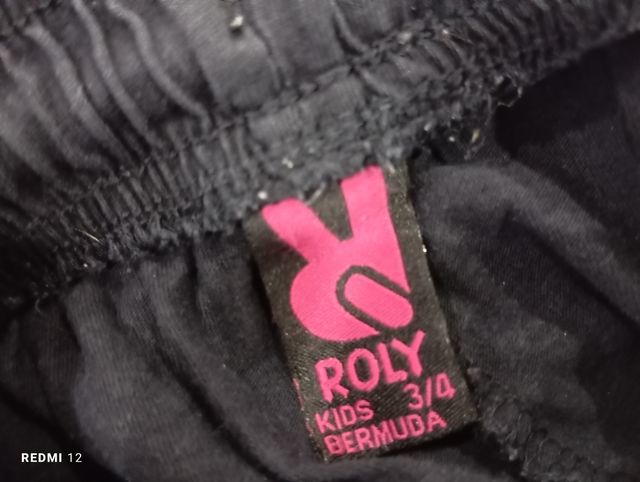 ROLY
KIDS 3/4
BERMUDA
REDMI 12